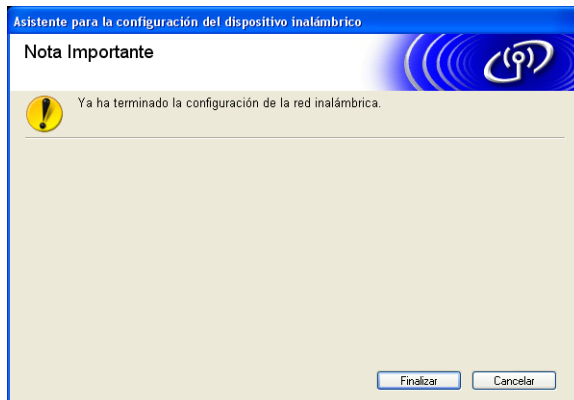 Asistente para la configuración del dispositivo inalámbrico
Nota Importante
Ya ha terminado la configuración de la red inalámbrica.
Finalizar
Cancelar